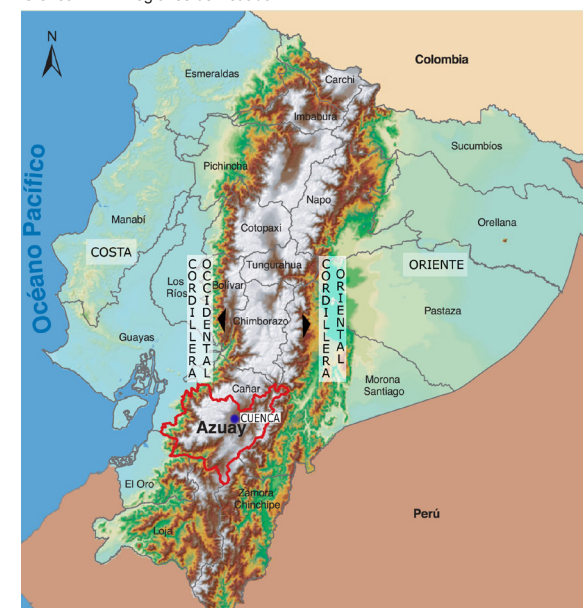 N
Colombia
Esmeraldas
Carchi
Imbabura
Sucumbíos
Pichincha
Napo
Océano Pacífico
Manabí
Orellana
Cotopaxi
COSTA
ORIENTE
Tungurahua
CORDILLERA
OCCIDENTAL
CORDILLERA
ORIENTAL
Los
Ríos
Bolívar
Pastaza
Chimborazo
Guayas
Morona
Santiago
Cañar
CUENCA
Azuay
El Oro
Zamora
Chinchipe
Perú
Loja